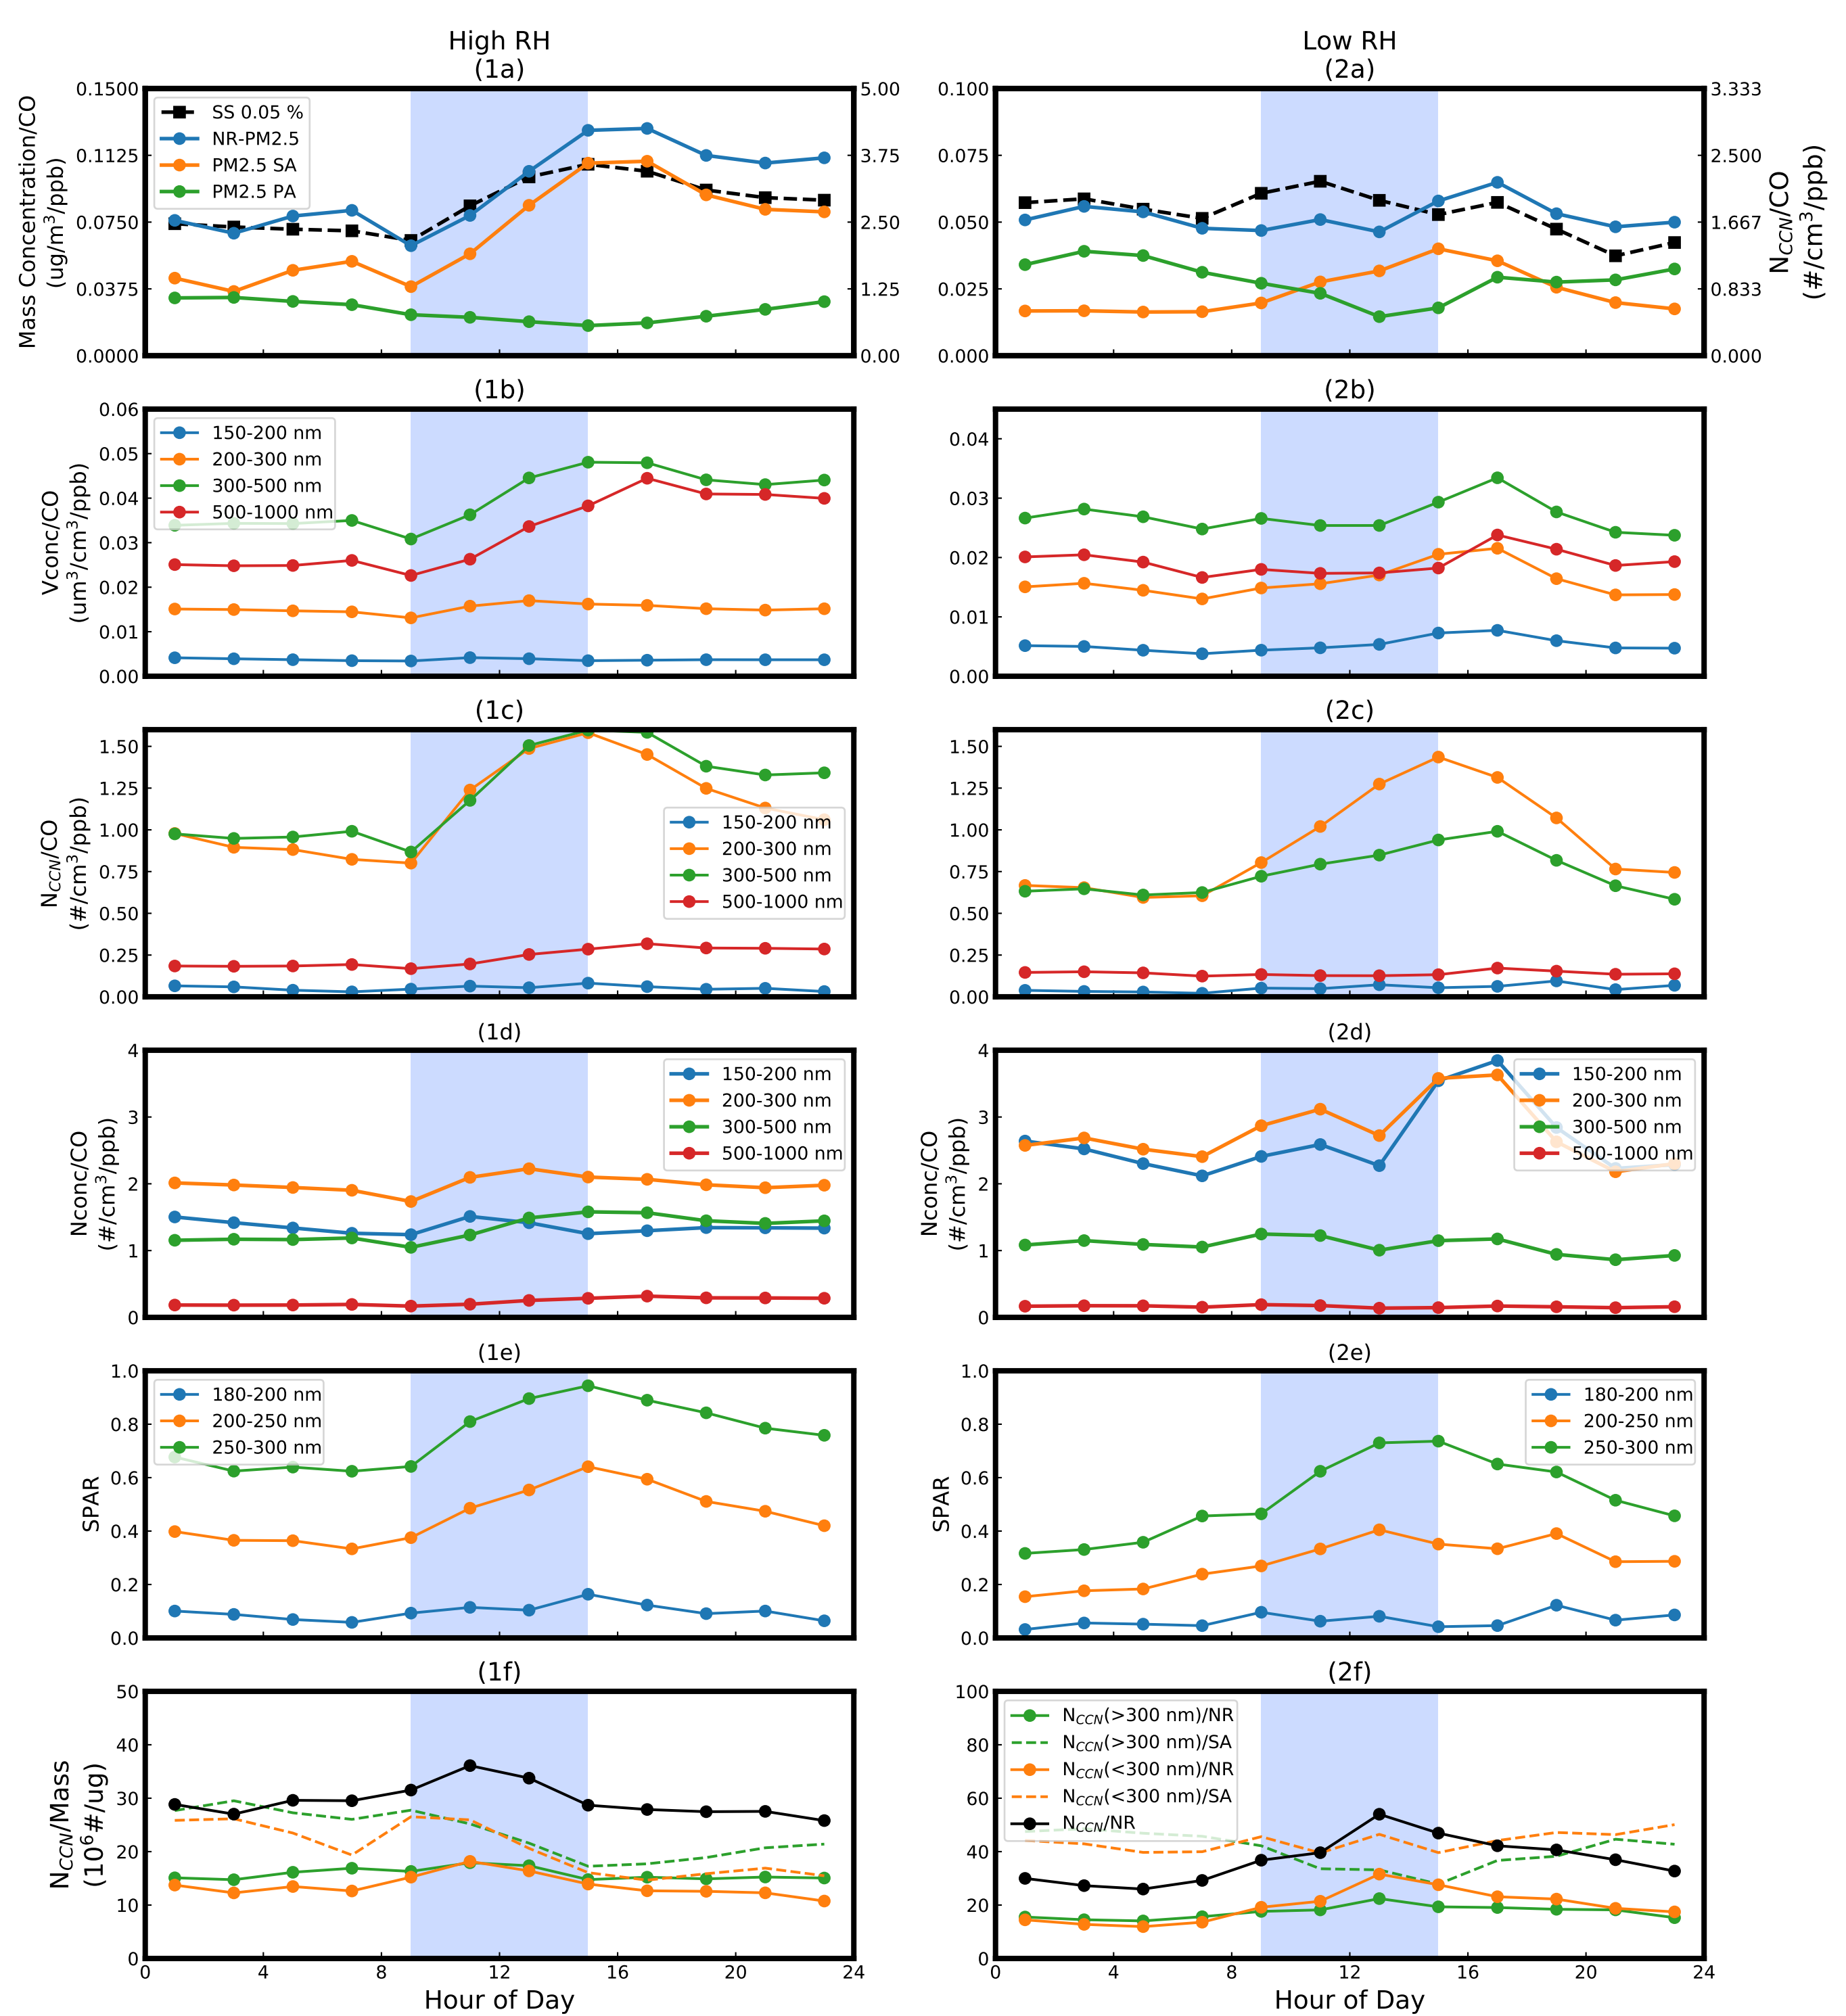 High RH
Low RH
(1a)
(2a)
Mass Concentration/CO
(ug/m³/ppb)
0.1500
0.1125
0.0750
0.0375
0.0000
SS 0.05 %
NR-PM2.5
PM2.5 SA
PM2.5 PA
5.00
3.75
2.50
1.25
0.00
0.100
0.075
0.050
0.025
0.000
3.333
2.500
1.667
0.833
0.000
N_CCN/CO
(#/cm³/ppb)
(1b)
(2b)
Vconc/CO
(um³/cm³/ppb)
0.06
0.05
0.04
0.03
0.02
0.01
0.00
150-200 nm
200-300 nm
300-500 nm
500-1000 nm
0.04
0.03
0.02
0.01
0.00
(1c)
(2c)
N_CCN/CO
(#/cm³/ppb)
1.50
1.25
1.00
0.75
0.50
0.25
0.00
150-200 nm
200-300 nm
300-500 nm
500-1000 nm
1.50
1.25
1.00
0.75
0.50
0.25
0.00
(1d)
(2d)
Nconc/CO
(#/cm³/ppb)
4
3
2
1
0
150-200 nm
200-300 nm
300-500 nm
500-1000 nm
Nconc/CO
(#/cm³/ppb)
4
3
2
1
0
150-200 nm
200-300 nm
300-500 nm
500-1000 nm
(1e)
(2e)
SPAR
1.0
0.8
0.6
0.4
0.2
0.0
180-200 nm
200-250 nm
250-300 nm
SPAR
1.0
0.8
0.6
0.4
0.2
0.0
180-200 nm
200-250 nm
250-300 nm
(1f)
(2f)
N_CCN/Mass
(10⁶#/ug)
50
40
30
20
10
0
0 4 8 12 16 20 24
Hour of Day
100
80
60
40
20
0
N_CCN(>300 nm)/NR
N_CCN(>300 nm)/SA
N_CCN(<300 nm)/NR
N_CCN(<300 nm)/SA
N_CCN/NR
0 4 8 12 16 20 24
Hour of Day